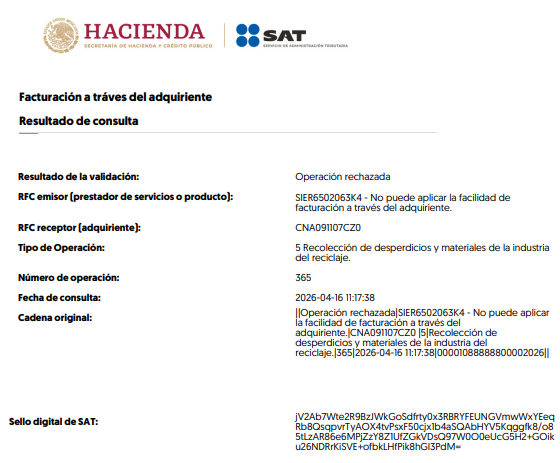 HACIENDA
SECRETARÍA DE HACIENDA Y CRÉDITO PÚBLICO
SAT
SERVICIO DE ADMINISTRACIÓN TRIBUTARIA
Facturación a tráves del adquiriente
Resultado de consulta
Resultado de la validación: Operación rechazada
RFC emisor (prestador de servicios o producto): SIER6502063K4 - No puede aplicar la facilidad de
facturación a través del adquiriente.
RFC receptor (adquiriente): CNA091107CZ0
Tipo de Operación: 5 Recolección de desperdicios y materiales de la industria
del reciclaje.
Número de operación: 365
Fecha de consulta: 2026-04-16 11:17:38
Cadena original: ||Operación rechazada|SIER6502063K4 - No puede aplicar
la facilidad de facturación a través del
adquiriente.|CNA091107CZ0 |5|Recolección de
desperdicios y materiales de la industria del
reciclaje.|365|2026-04-16 11:17:38|00001088888800002026||
Sello digital de SAT: jV2Ab7Wte2R9BzJWkGoSdfrty0x3RBRYFEUNGVmwWxYEeq
Rb8QsqpvrTyAOX4tvPsxF50cjx1b4aSQAbHYV5Kqggfk8/o8
5tLzAR86e6MPjZzY8Z1UfZGkVDsQ97W0O0eUcG5H2+GOik
u26NDRrKiSVE+ofbkLHfPik8hGI3PdM=